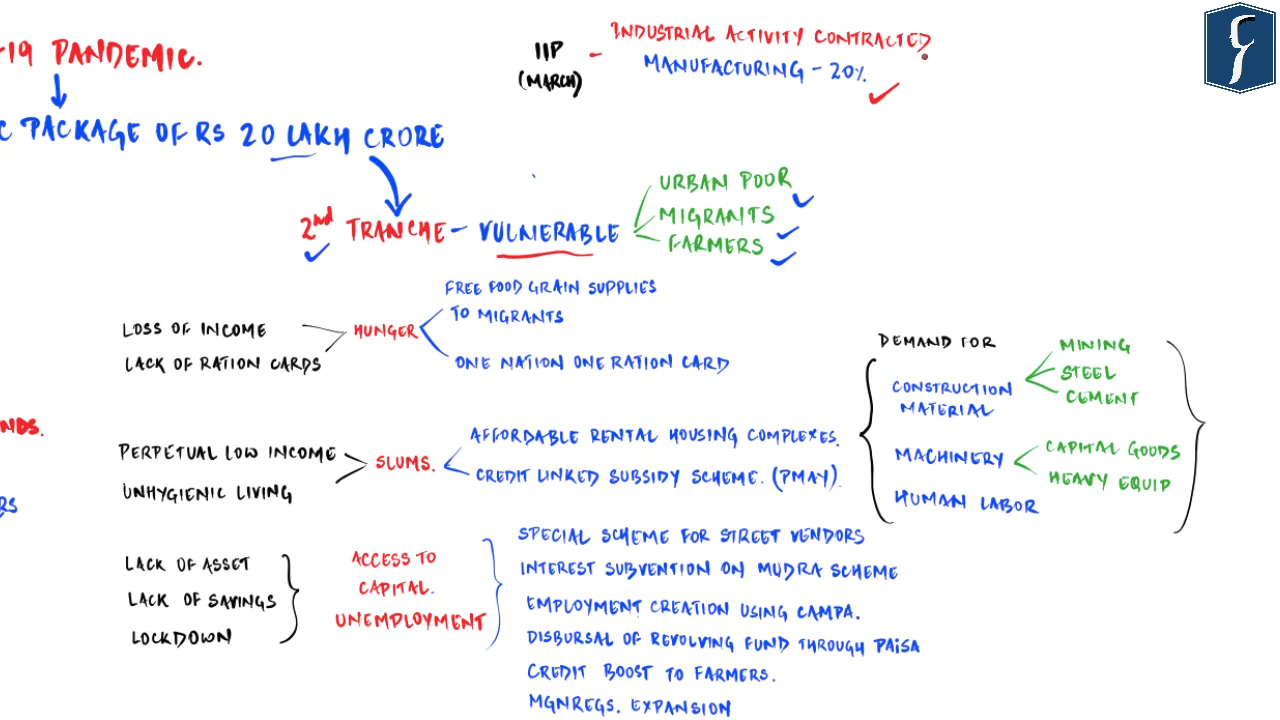 -19 PANDEMIC.
C PACKAGE OF RS 20 LAKH CRORE
IIP
(MARCH)
- INDUSTRIAL ACTIVITY CONTRACTED
MANUFACTURING - 20%.
2nd TRANCHE - VULNERABLE
URBAN POOR
MIGRANTS
FARMERS
LOSS OF INCOME
LACK OF RATION CARDS
HUNGER
FREE FOOD GRAIN SUPPLIES
TO MIGRANTS
ONE NATION ONE RATION CARD
NDS.
RS
PERPETUAL LOW INCOME
UNHYGIENIC LIVING
SLUMS.
AFFORDABLE RENTAL HOUSING COMPLEXES.
CREDIT LINKED SUBSIDY SCHEME. (PMAY).
DEMAND FOR
CONSTRUCTION
MATERIAL
MINING
STEEL
CEMENT
MACHINERY
CAPITAL GOODS
HEAVY EQUIP
HUMAN LABOR
LACK OF ASSET
LACK OF SAVINGS
LOCKDOWN
ACCESS TO
CAPITAL.
UNEMPLOYMENT
SPECIAL SCHEME FOR STREET VENDORS
INTEREST SUBVENTION ON MUDRA SCHEME
EMPLOYMENT CREATION USING CAMPA.
DISBURSAL OF REVOLVING FUND THROUGH PAiSA
CREDIT BOOST TO FARMERS.
MGNREGS. EXPANSION